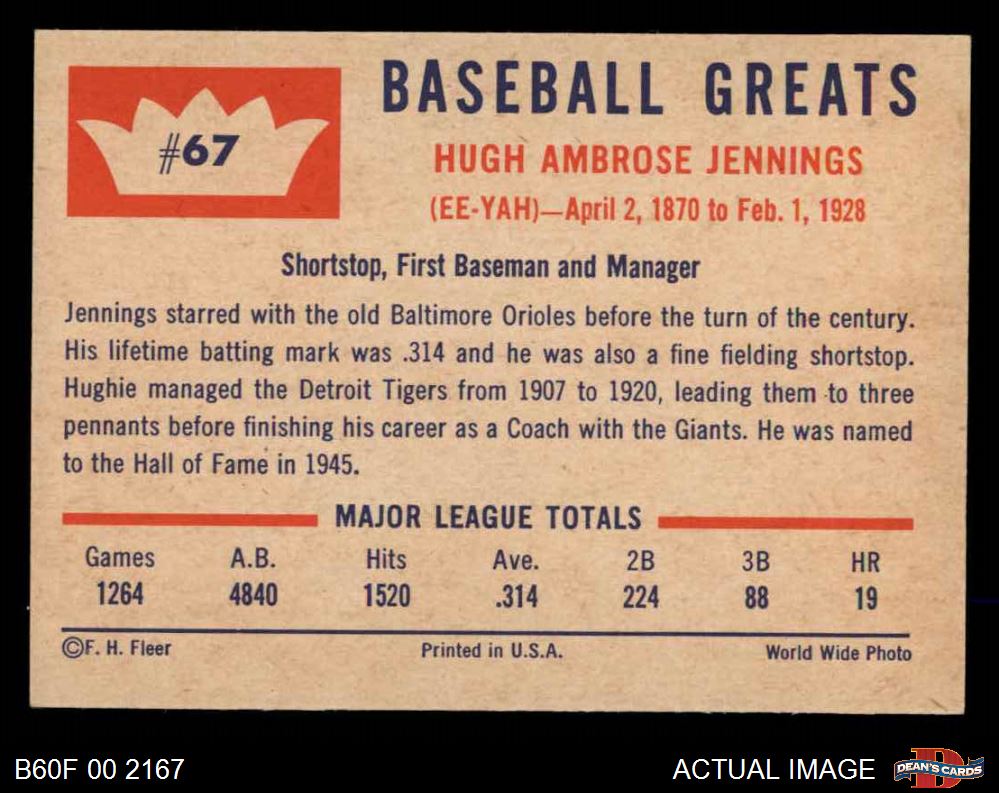 #67
BASEBALL GREATS
HUGH AMBROSE JENNINGS
(EE-YAH)—April 2, 1870 to Feb. 1, 1928
Shortstop, First Baseman and Manager
Jennings starred with the old Baltimore Orioles before the turn of the century.
His lifetime batting mark was .314 and he was also a fine fielding shortstop.
Hughie managed the Detroit Tigers from 1907 to 1920, leading them to three
pennants before finishing his career as a Coach with the Giants. He was named
to the Hall of Fame in 1945.
MAJOR LEAGUE TOTALS
Games A.B. Hits Ave. 2B 3B HR
1264 4840 1520 .314 224 88 19
©F. H. Fleer Printed in U.S.A. World Wide Photo
B60F 00 2167 ACTUAL IMAGE DEAN'S CARDS